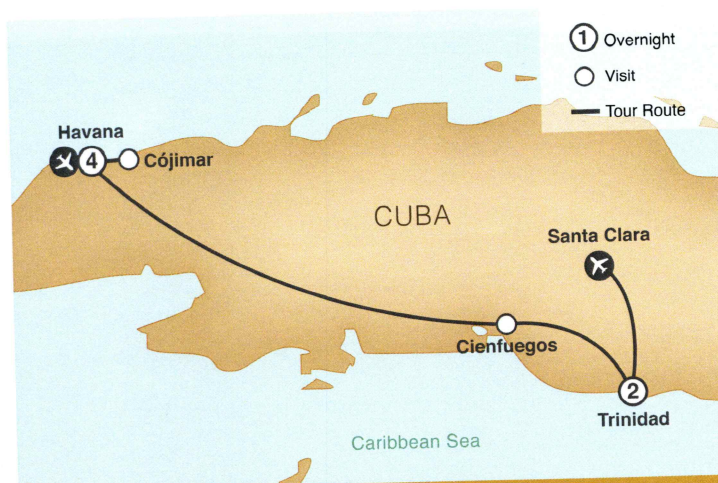 1 Overnight
Visit
Tour Route
Havana
4
Cójimar
CUBA
Santa Clara
Cienfuegos
2
Trinidad
Caribbean Sea